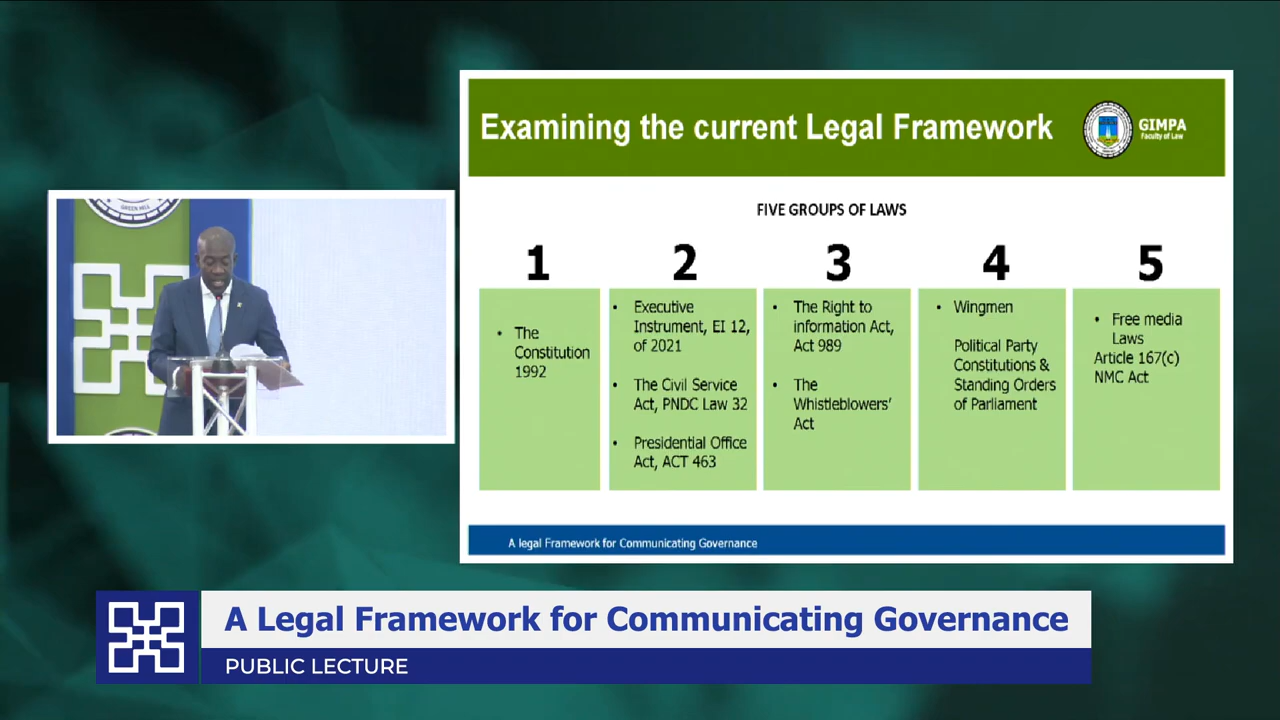 Examining the current Legal Framework
GIMPA
Faculty of Law
FIVE GROUPS OF LAWS
1
• The
Constitution
1992
2
• Executive
Instrument, EI 12,
of 2021
• The Civil Service
Act, PNDC Law 32
• Presidential Office
Act, ACT 463
3
• The Right to
information Act,
Act 989
• The
Whistleblowers'
Act
4
• Wingmen
Political Party
Constitutions &
Standing Orders
of Parliament
5
• Free media
Laws
Article 167(c)
NMC Act
A legal Framework for Communicating Governance
GREEN HILL
A Legal Framework for Communicating Governance
PUBLIC LECTURE